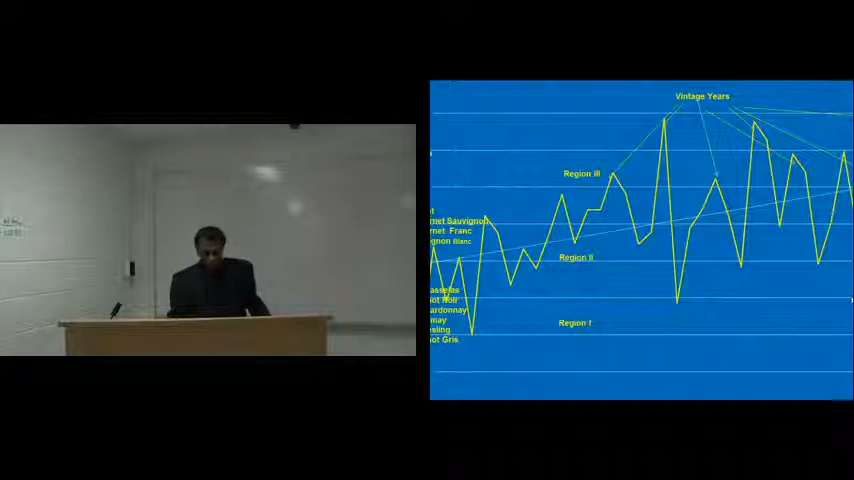 Vintage Years
Region III
rnet Sauvignon
rnet Franc
gnon Blanc
Region II
asselas
ot Noir
ardonnay
may
esling
ot Gris
Region I